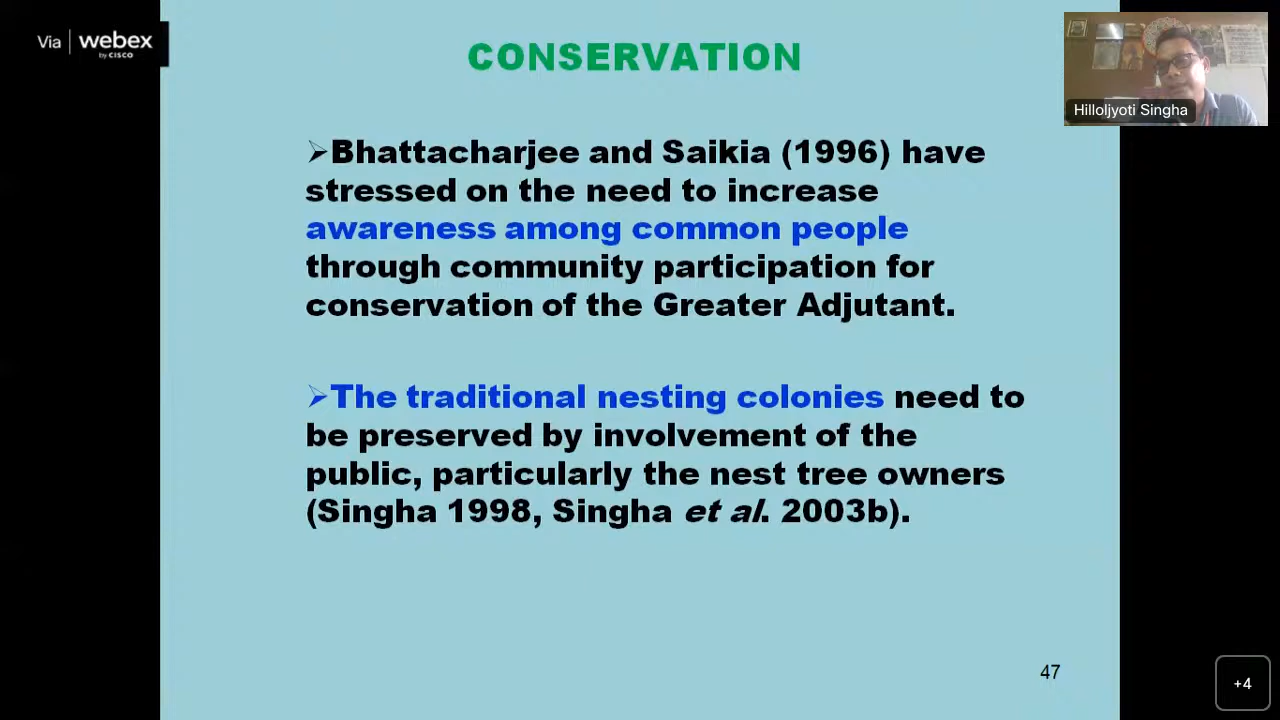 Via webex
by CISCO
CONSERVATION
Hilloljyoti Singha
➢Bhattacharjee and Saikia (1996) have
stressed on the need to increase
awareness among common people
through community participation for
conservation of the Greater Adjutant.
➢The traditional nesting colonies need to
be preserved by involvement of the
public, particularly the nest tree owners
(Singha 1998, Singha et al. 2003b).
47
+4